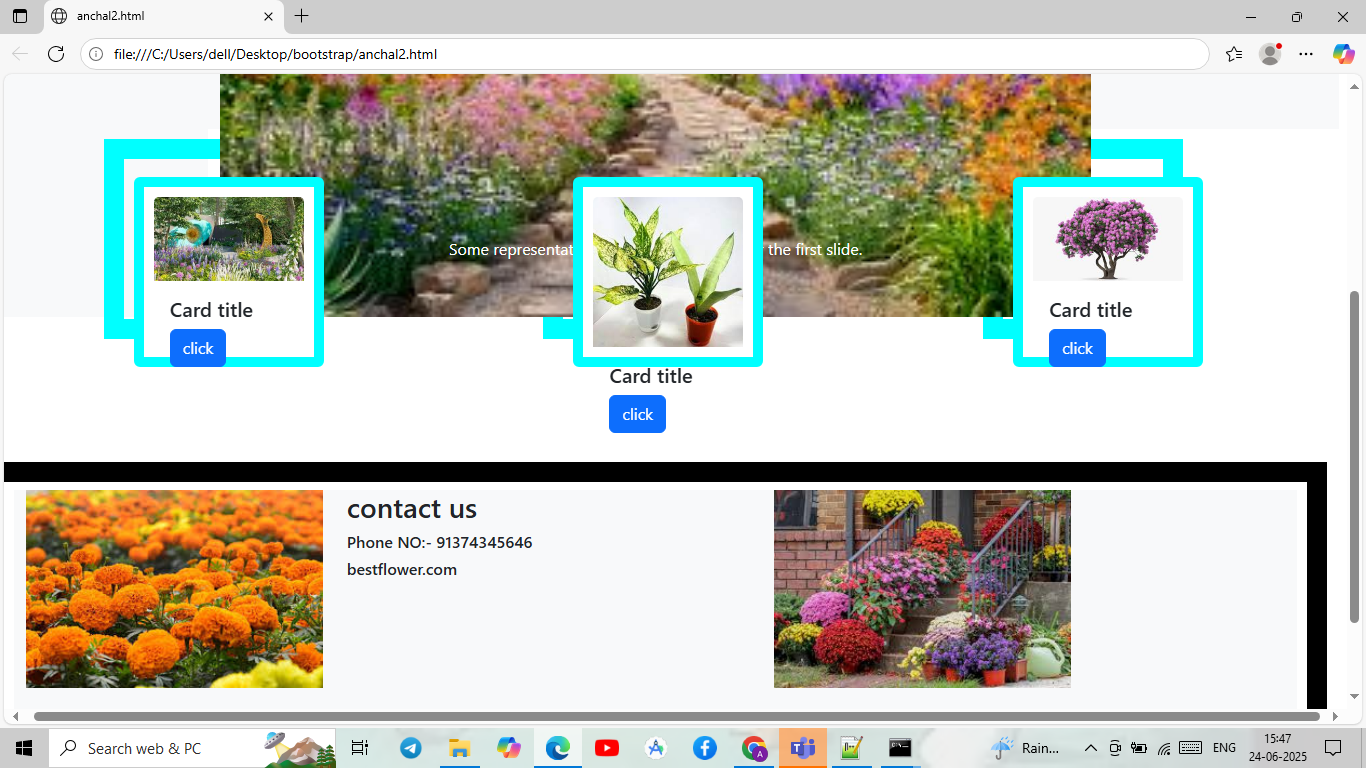 anchal2.html
file:///C:/Users/dell/Desktop/bootstrap/anchal2.html
Some representat
the first slide.
Card title
click
Card title
click
Card title
click
contact us
Phone NO:- 91374345646
bestflower.com
Search web & PC
Rain...
ENG
15:47
24-06-2025